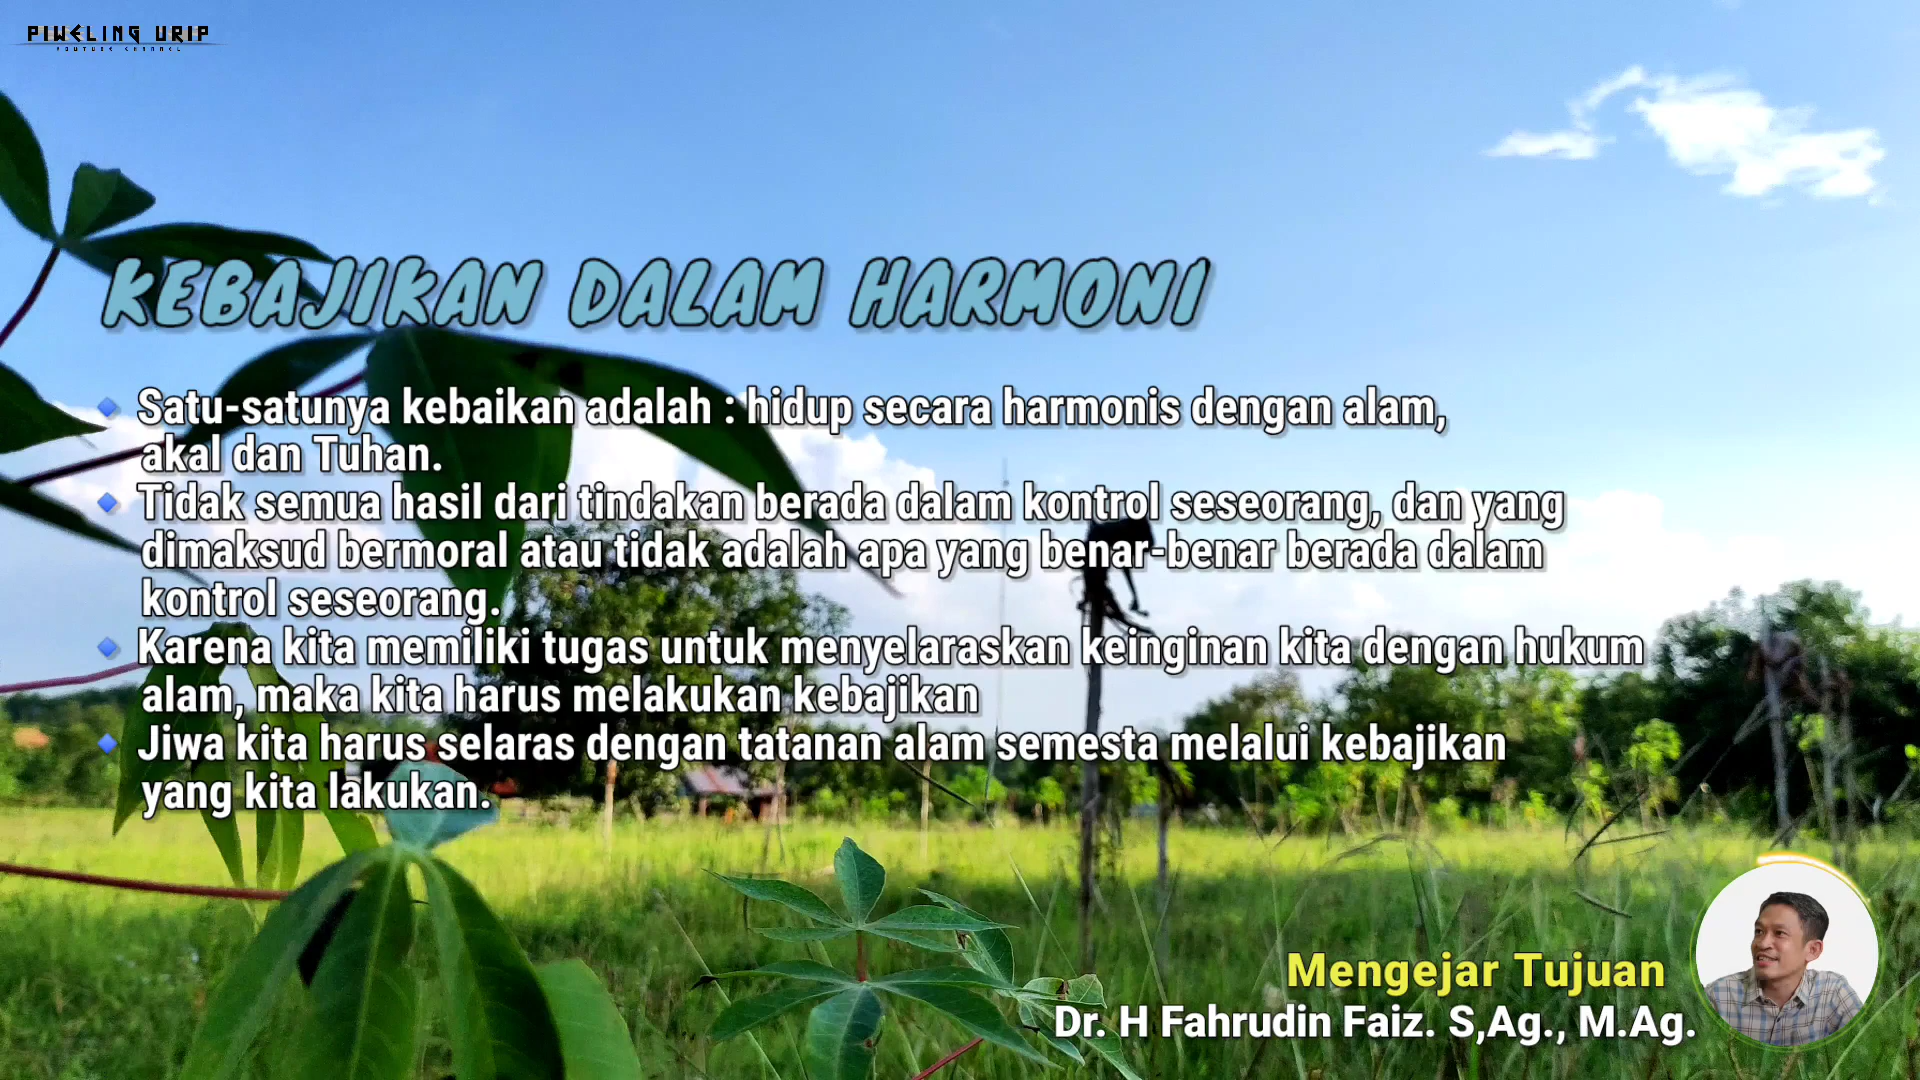 PIWELING URIP
YOUTUBE CHANNEL
KEBAJIKAN DALAM HARMONI
Satu-satunya kebaikan adalah : hidup secara harmonis dengan alam,
akal dan Tuhan.
Tidak semua hasil dari tindakan berada dalam kontrol seseorang, dan yang
dimaksud bermoral atau tidak adalah apa yang benar-benar berada dalam
kontrol seseorang.
Karena kita memiliki tugas untuk menyelaraskan keinginan kita dengan hukum
alam, maka kita harus melakukan kebajikan
Jiwa kita harus selaras dengan tatanan alam semesta melalui kebajikan
yang kita lakukan.
Mengejar Tujuan
Dr. H Fahrudin Faiz. S,Ag., M.Ag.